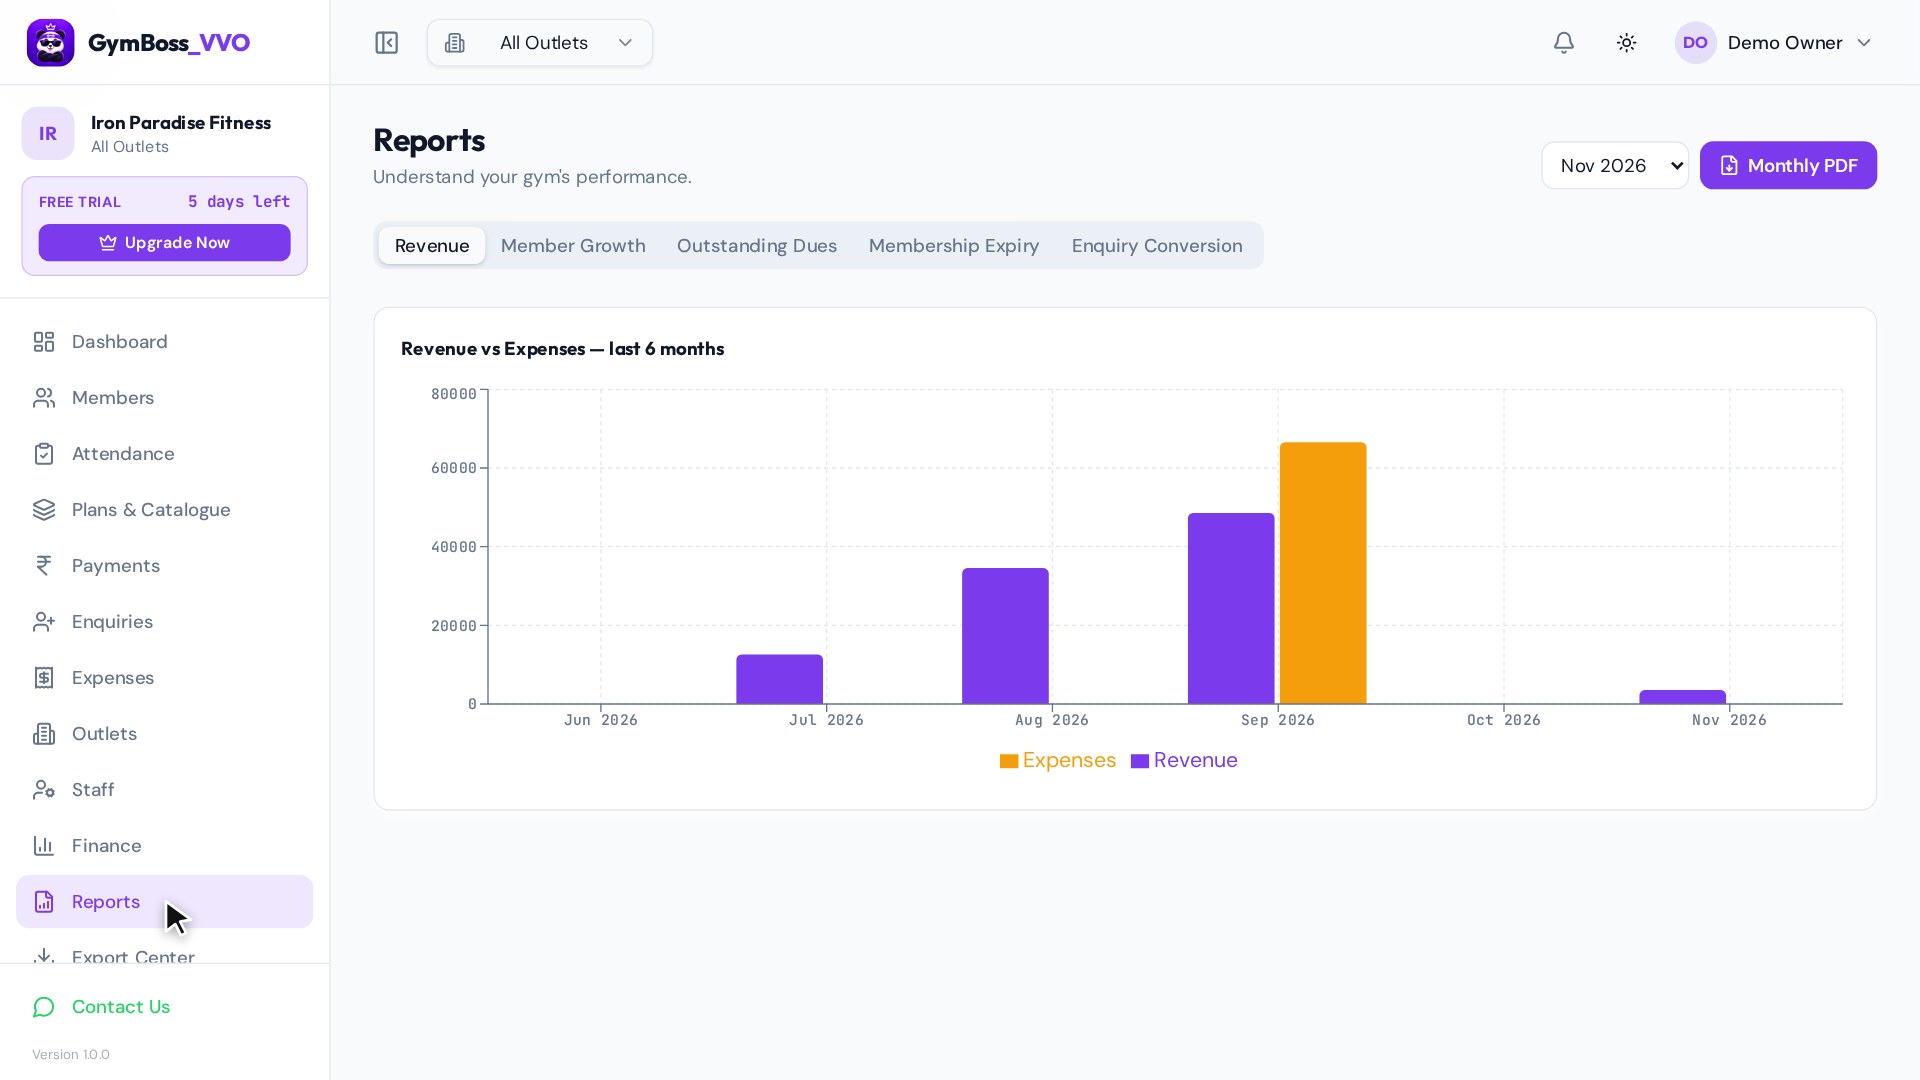 GymBoss_VVO
All Outlets
DO Demo Owner
IR
Iron Paradise Fitness
All Outlets
FREE TRIAL 5 days left
Upgrade Now
Dashboard
Members
Attendance
Plans & Catalogue
Payments
Enquiries
Expenses
Outlets
Staff
Finance
Reports
Export Center
Contact Us
Version 1.0.0
Reports
Understand your gym's performance.
Nov 2026
Monthly PDF
Revenue Member Growth Outstanding Dues Membership Expiry Enquiry Conversion
Revenue vs Expenses — last 6 months
80000
60000
40000
20000
0
Jun 2026 Jul 2026 Aug 2026 Sep 2026 Oct 2026 Nov 2026
Expenses Revenue